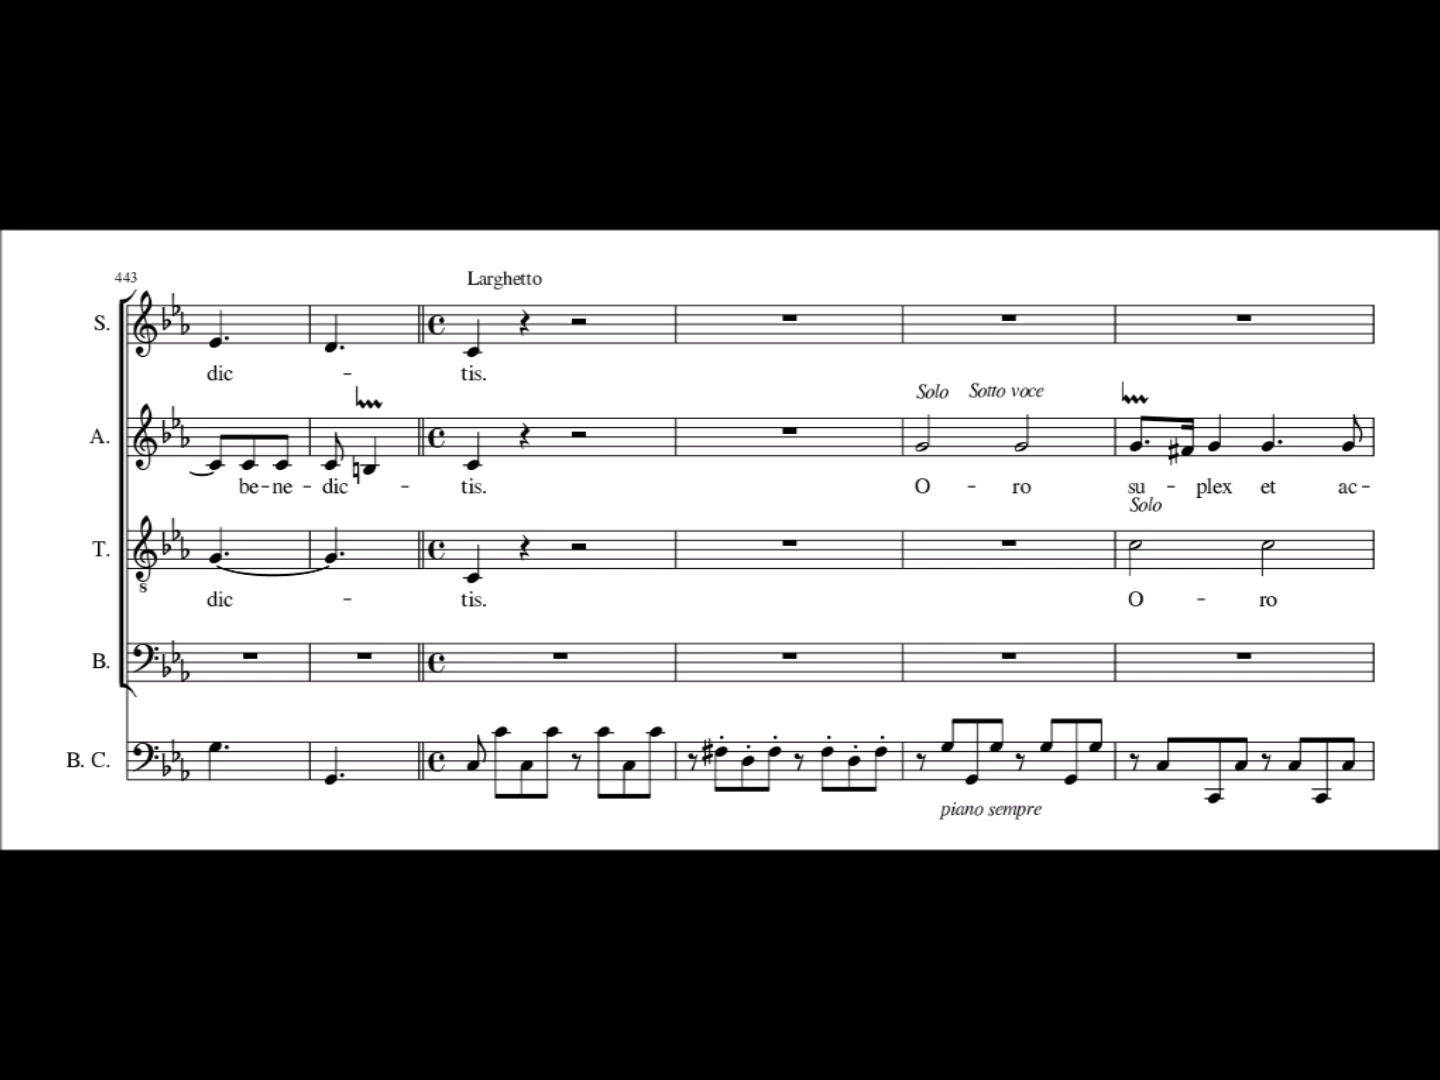 443
Larghetto
S.
dic - tis.
Solo Sotto voce
A.
be - ne - dic - tis. O - ro su - plex et ac -
Solo
T.
8
dic - tis. O - ro
B.
B. C.
piano sempre